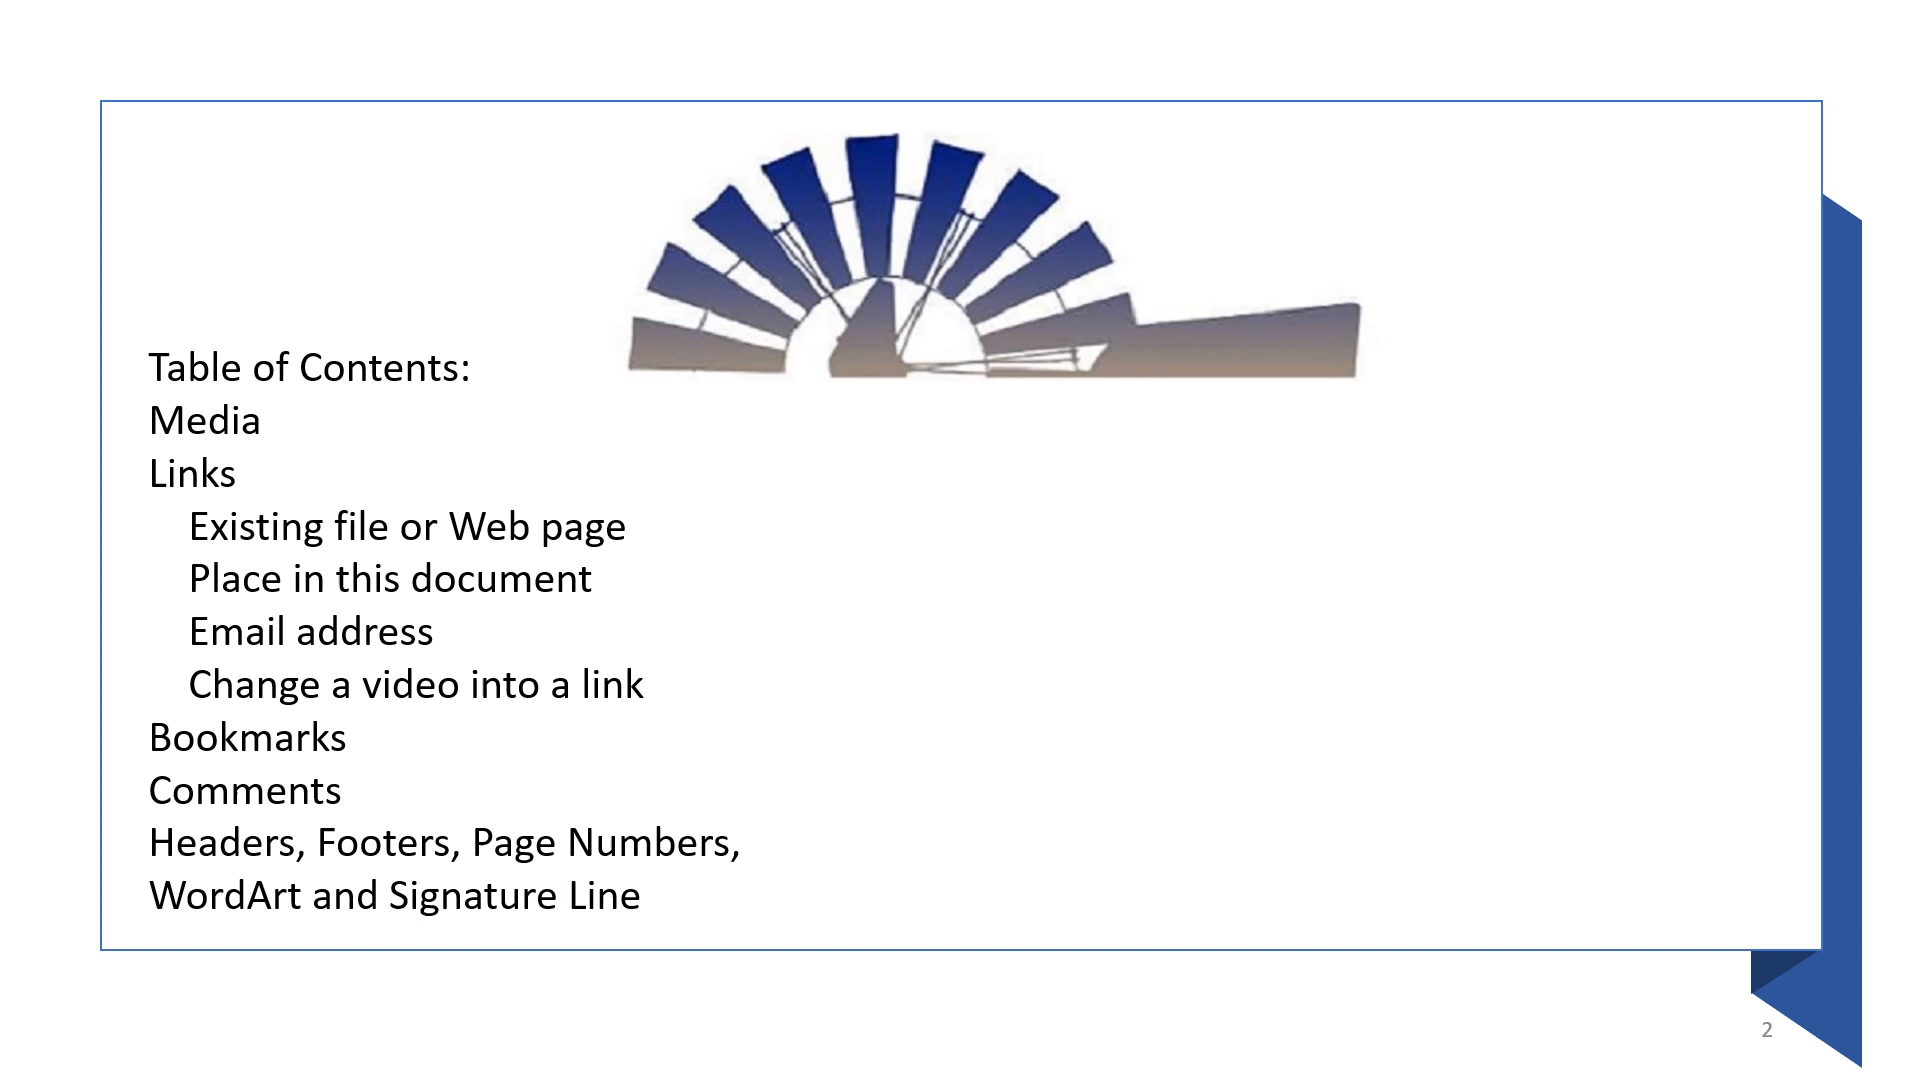 Table of Contents:
Media
Links
Existing file or Web page
Place in this document
Email address
Change a video into a link
Bookmarks
Comments
Headers, Footers, Page Numbers,
WordArt and Signature Line
2